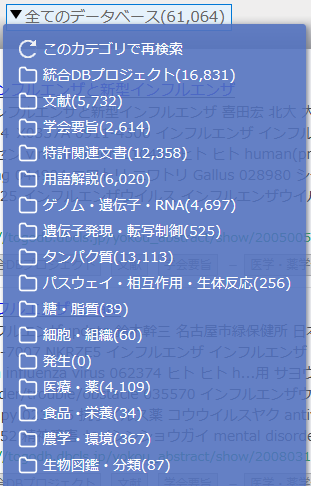 ▼全てのデータベース(61,064)
このカテゴリで再検索
統合DBプロジェクト(16,831)
文献(5,732)
学会要旨(2,614)
特許関連文書(12,358)
用語解説(6,020)
ゲノム・遺伝子・RNA(4,697)
遺伝子発現・転写制御(525)
タンパク質(13,113)
パスウェイ・相互作用・生体反応(256)
糖・脂質(39)
細胞・組織(60)
発生(0)
医療・薬(4,109)
食品・栄養(34)
農学・環境(367)
生物図鑑・分類(87)